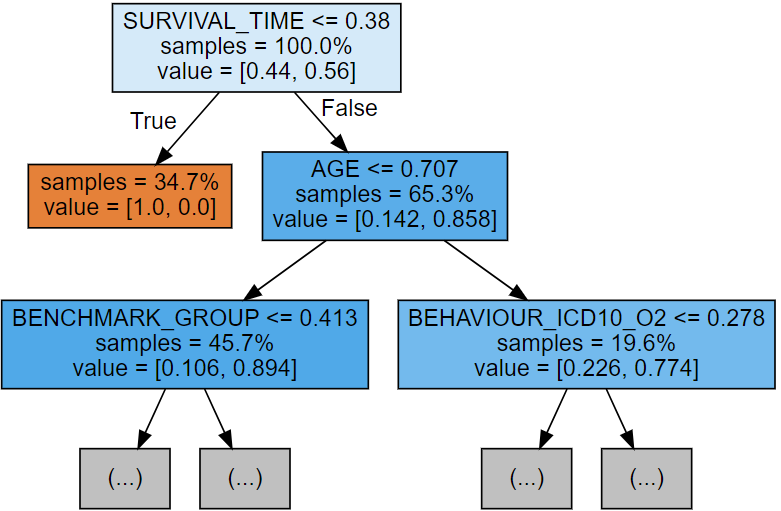 SURVIVAL_TIME <= 0.38
samples = 100.0%
value = [0.44, 0.56]
True
False
samples = 34.7%
value = [1.0, 0.0]
AGE <= 0.707
samples = 65.3%
value = [0.142, 0.858]
BENCHMARK_GROUP <= 0.413
samples = 45.7%
value = [0.106, 0.894]
BEHAVIOUR_ICD10_O2 <= 0.278
samples = 19.6%
value = [0.226, 0.774]
(...)
(...)
(...)
(...)